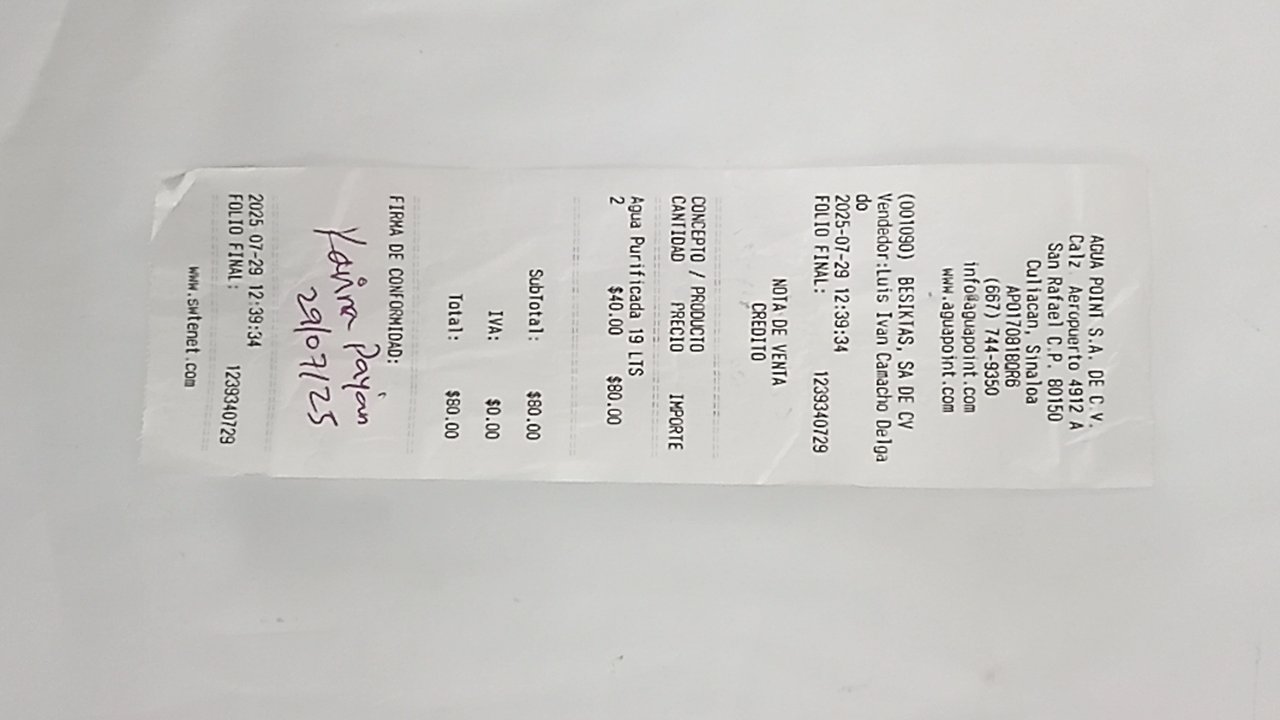 AGUA POINT S.A. DE C.V.
Calz. Aeropuerto 4912 A
San Rafael C.P. 80150
Culiacan, Sinaloa
APO170818QR6
(667) 744-9350
info@aguapoint.com
www.aguapoint.com
(001090) BESIKTAS, SA DE CV
Vendedor:Luis Ivan Camacho Delga
do
2025-07-29 12:39:34
FOLIO FINAL: 1239340729
NOTA DE VENTA
CREDITO
CONCEPTO / PRODUCTO
CANTIDAD PRECIO IMPORTE
Agua Purificada 19 LTS
2 $40.00 $80.00
SubTotal: $80.00
IVA: $0.00
Total: $80.00
FIRMA DE CONFORMIDAD:
Payán
29/07/25
2025-07-29 12:39:34
FOLIO FINAL: 1239340729
www.swtenet.com